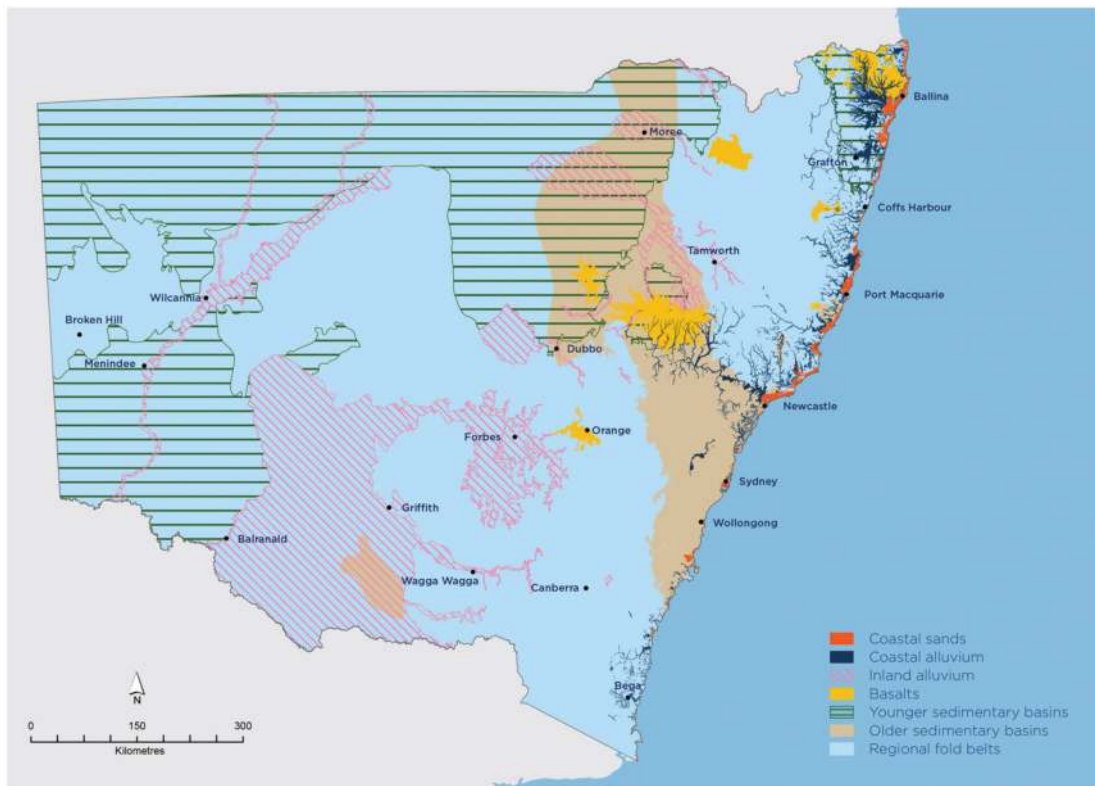 Ballina
Moree
Grafton
Coffs Harbour
Tamworth
Wilcannia
Port Macquarie
Broken Hill
Dubbo
Menindee
Newcastle
Orange
Forbes
Sydney
Griffith
Wollongong
Balranald
Wagga Wagga
Canberra
Bega
Coastal sands
Coastal alluvium
Inland alluvium
Basalts
Younger sedimentary basins
Older sedimentary basins
Regional fold belts
N
0 150 300
Kilometres